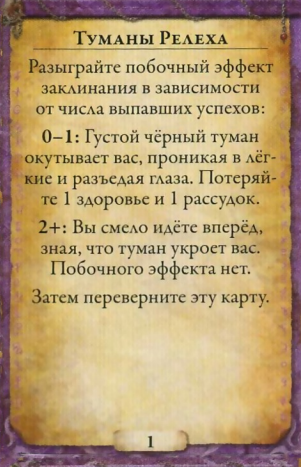 Туманы Релеха
Разыграйте побочный эффект
заклинания в зависимости
от числа выпавших успехов:
0–1: Густой чёрный туман
окутывает вас, проникая в лёг-
кие и разъедая глаза. Потеряй-
те 1 здоровье и 1 рассудок.
2+: Вы смело идёте вперёд,
зная, что туман укроет вас.
Побочного эффекта нет.
Затем переверните эту карту.
1